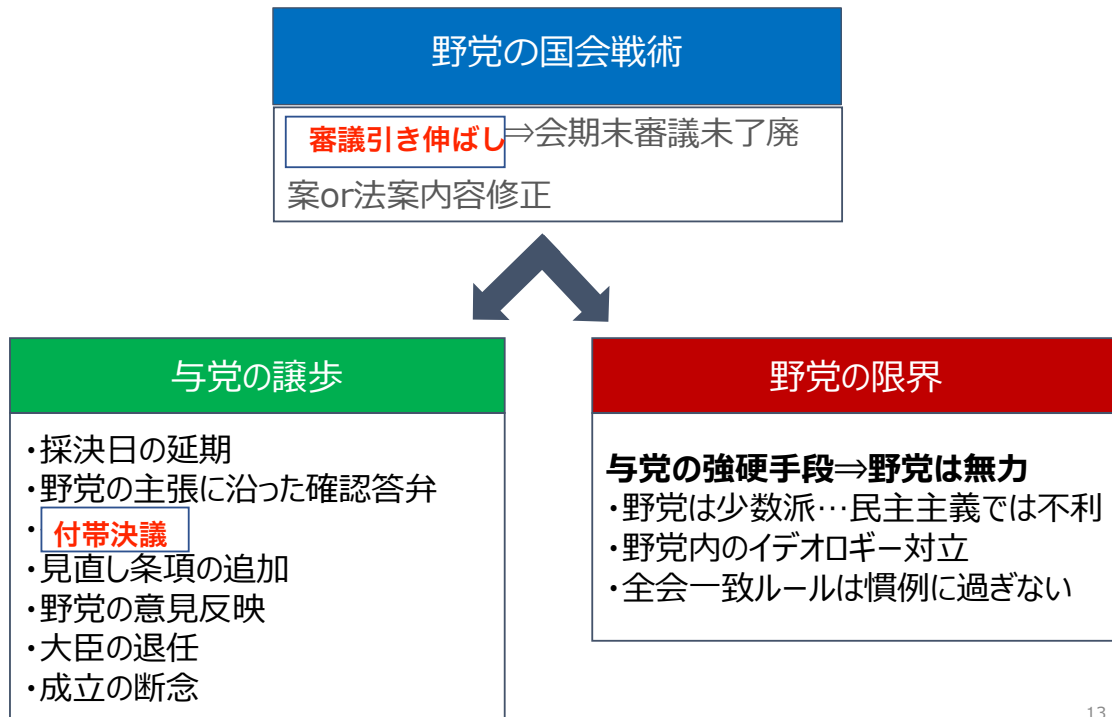 野党の国会戦術
審議引き伸ばし⇒会期末審議未了廃
案or法案内容修正
与党の譲歩
・採決日の延期
・野党の主張に沿った確認答弁
・付帯決議
・見直し条項の追加
・野党の意見反映
・大臣の退任
・成立の断念
野党の限界
与党の強硬手段⇒野党は無力
・野党は少数派…民主主義では不利
・野党内のイデオロギー対立
・全会一致ルールは慣例に過ぎない
13